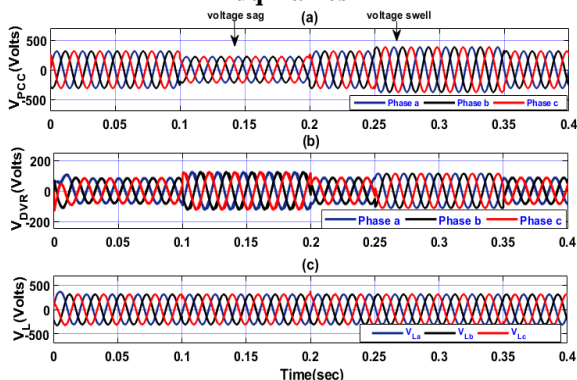 voltage sag (a) voltage swell
500
0
-500
V_PCC(Volts)
Phase a Phase b Phase c
0 0.05 0.1 0.15 0.2 0.25 0.3 0.35 0.4
(b)
200
0
-200
V_DVR(Volts)
Phase a Phase b Phase c
0 0.05 0.1 0.15 0.2 0.25 0.3 0.35 0.4
(c)
500
0
-500
V_L(Volts)
V_La V_Lb V_Lc
0 0.05 0.1 0.15 0.2 0.25 0.3 0.35 0.4
Time(sec)